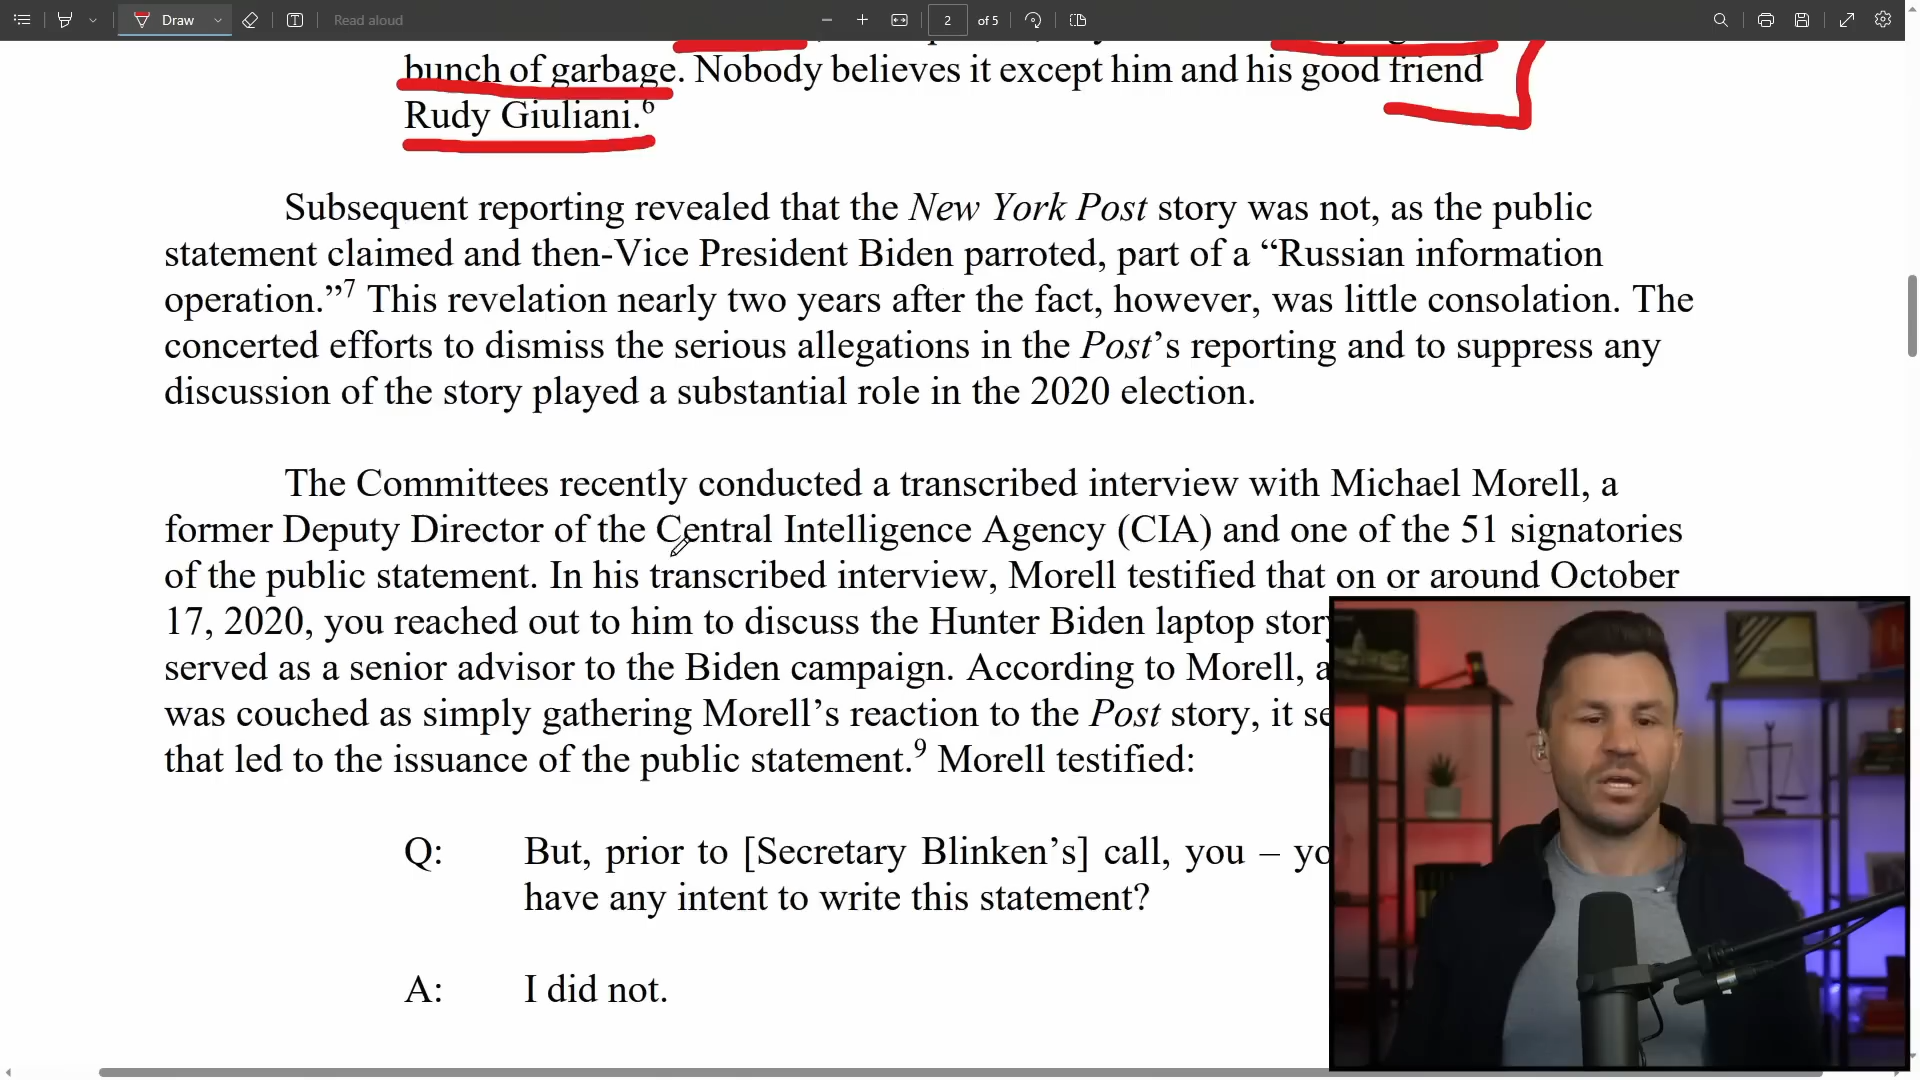 Draw
Read aloud
2 of 5
bunch of garbage. Nobody believes it except him and his good friend
Rudy Giuliani.6
Subsequent reporting revealed that the New York Post story was not, as the public
statement claimed and then-Vice President Biden parroted, part of a “Russian information
operation.”7 This revelation nearly two years after the fact, however, was little consolation. The
concerted efforts to dismiss the serious allegations in the Post’s reporting and to suppress any
discussion of the story played a substantial role in the 2020 election.
The Committees recently conducted a transcribed interview with Michael Morell, a
former Deputy Director of the Central Intelligence Agency (CIA) and one of the 51 signatories
of the public statement. In his transcribed interview, Morell testified that on or around October
17, 2020, you reached out to him to discuss the Hunter Biden laptop story
served as a senior advisor to the Biden campaign. According to Morell, a
was couched as simply gathering Morell’s reaction to the Post story, it se
that led to the issuance of the public statement.9 Morell testified:
Q: But, prior to [Secretary Blinken’s] call, you – yo
have any intent to write this statement?
A: I did not.